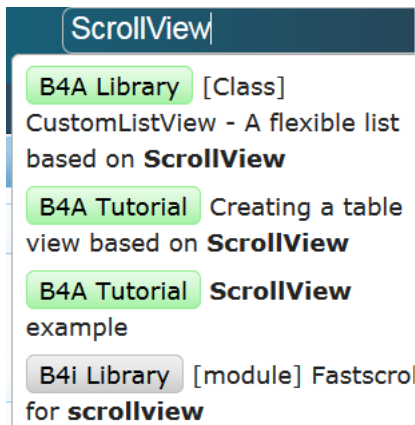 ScrollView
B4A Library [Class]
CustomListView - A flexible list
based on ScrollView
B4A Tutorial Creating a table
view based on ScrollView
B4A Tutorial ScrollView
example
B4i Library [module] Fastscrol
for scrollview